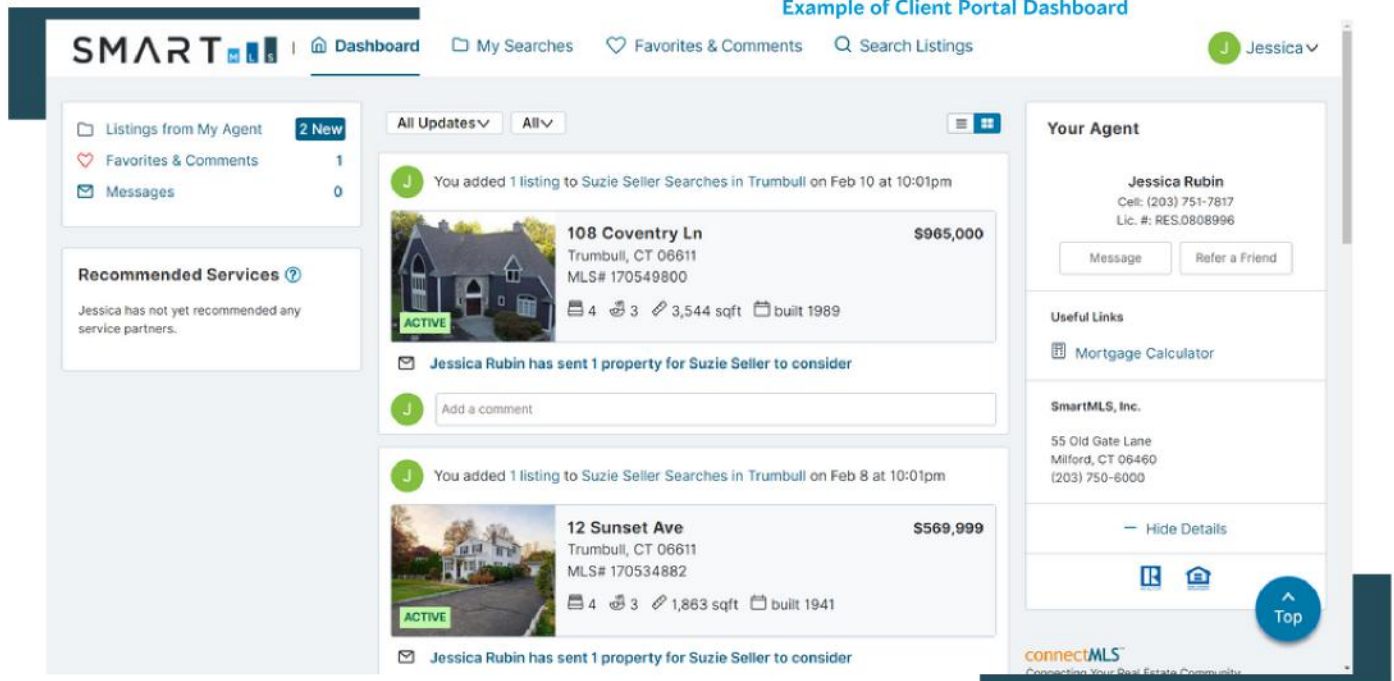 Example of Client Portal Dashboard
SMART MLS
Dashboard
My Searches
Favorites & Comments
Search Listings
J
Jessica
Listings from My Agent
2 New
Favorites & Comments
1
Messages
0
Recommended Services ?
Jessica has not yet recommended any
service partners.
All Updates
All
J
You added 1 listing to Suzie Seller Searches in Trumbull on Feb 10 at 10:01pm
108 Coventry Ln
$965,000
Trumbull, CT 06611
MLS# 170549800
4 3 3,544 sqft built 1989
ACTIVE
Jessica Rubin has sent 1 property for Suzie Seller to consider
J
Add a comment
J
You added 1 listing to Suzie Seller Searches in Trumbull on Feb 8 at 10:01pm
12 Sunset Ave
$569,999
Trumbull, CT 06611
MLS# 170534882
4 3 1,863 sqft built 1941
ACTIVE
Jessica Rubin has sent 1 property for Suzie Seller to consider
Your Agent
Jessica Rubin
Cell: (203) 751-7817
Lic. #: RES.0808996
Message
Refer a Friend
Useful Links
Mortgage Calculator
SmartMLS, Inc.
55 Old Gate Lane
Milford, CT 06460
(203) 750-6000
Hide Details
Top
connectMLS™
Connecting Your Real Estate Community